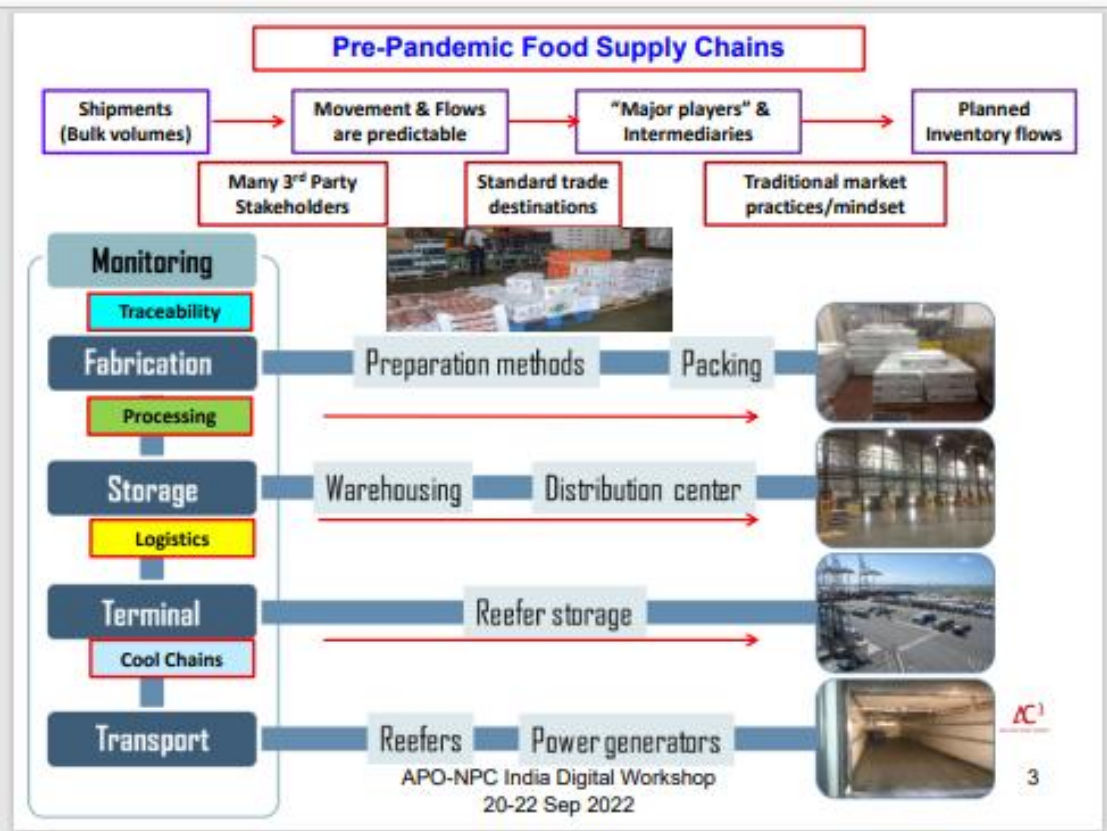 Pre-Pandemic Food Supply Chains
Shipments
(Bulk volumes)
Movement & Flows
are predictable
“Major players” &
Intermediaries
Planned
Inventory flows
Many 3rd Party
Stakeholders
Standard trade
destinations
Traditional market
practices/mindset
Monitoring
Traceability
Fabrication
Preparation methods
Packing
Processing
Storage
Warehousing
Distribution center
Logistics
Terminal
Reefer storage
Cool Chains
Transport
Reefers
Power generators
APO-NPC India Digital Workshop
20-22 Sep 2022
3